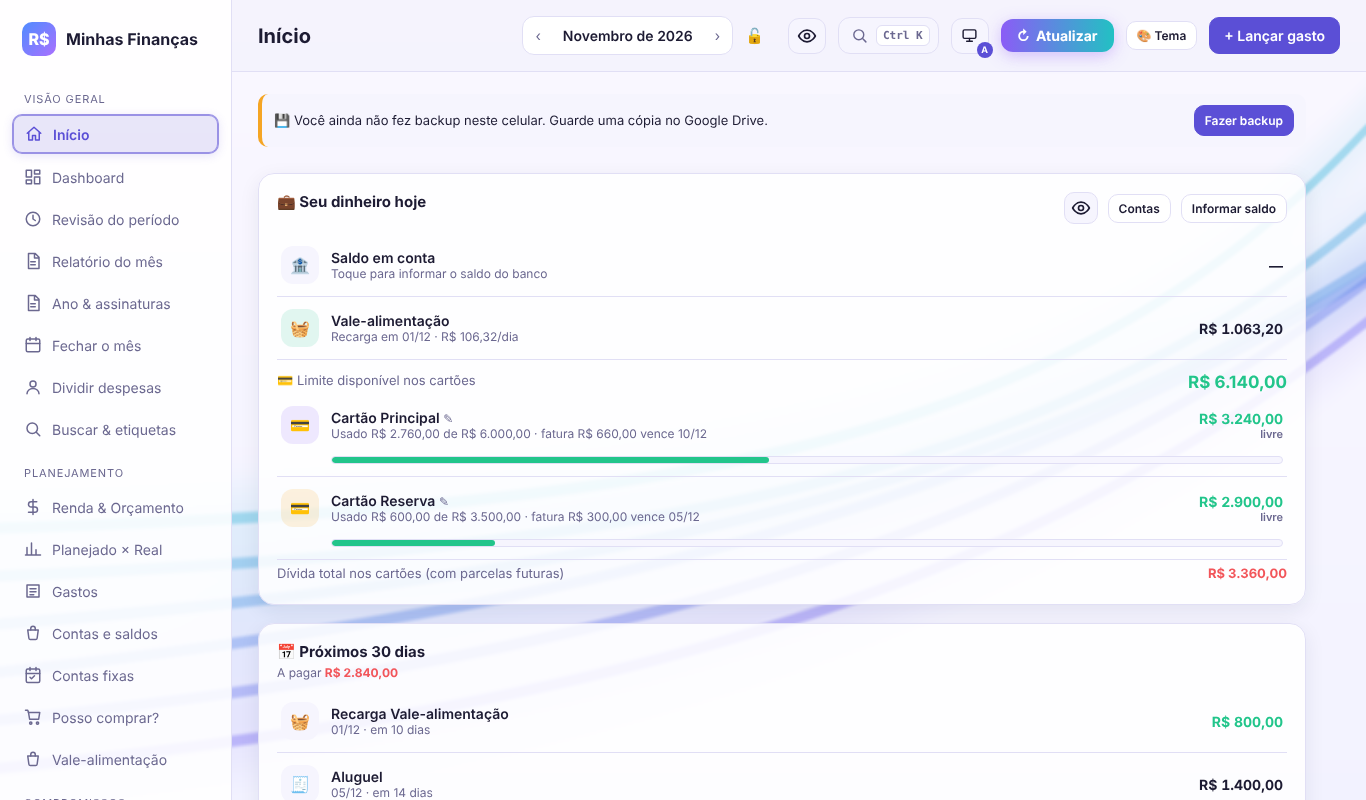 R$ Minhas Finanças
VISÃO GERAL
Início
Dashboard
Revisão do período
Relatório do mês
Ano & assinaturas
Fechar o mês
Dividir despesas
Buscar & etiquetas
PLANEJAMENTO
Renda & Orçamento
Planejado × Real
Gastos
Contas e saldos
Contas fixas
Posso comprar?
Vale-alimentação
Início
‹ Novembro de 2026 ›
Ctrl K
A
↻ Atualizar
🎨 Tema
+ Lançar gasto
💾 Você ainda não fez backup neste celular. Guarde uma cópia no Google Drive.
Fazer backup
💼 Seu dinheiro hoje
Contas
Informar saldo
Saldo em conta
Toque para informar o saldo do banco
—
Vale-alimentação
Recarga em 01/12 · R$ 106,32/dia
R$ 1.063,20
💳 Limite disponível nos cartões
R$ 6.140,00
Cartão Principal ✎
Usado R$ 2.760,00 de R$ 6.000,00 · fatura R$ 660,00 vence 10/12
R$ 3.240,00
livre
Cartão Reserva ✎
Usado R$ 600,00 de R$ 3.500,00 · fatura R$ 300,00 vence 05/12
R$ 2.900,00
livre
Dívida total nos cartões (com parcelas futuras)
R$ 3.360,00
📅 Próximos 30 dias
A pagar R$ 2.840,00
Recarga Vale-alimentação
01/12 · em 10 dias
R$ 800,00
Aluguel
05/12 · em 14 dias
R$ 1.400,00